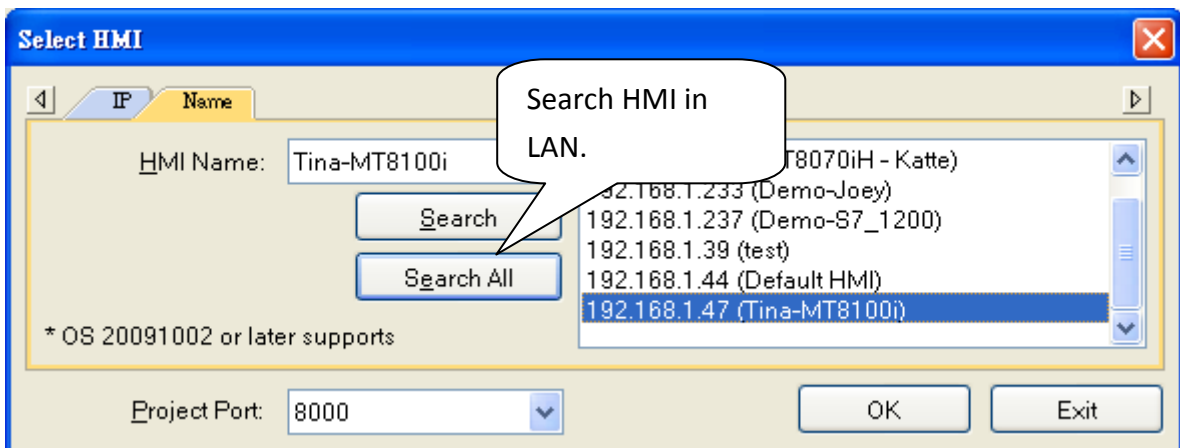 Select HMI
IP
Name
Search HMI in
LAN.
HMI Name:
Tina-MT8100i
Search
Search All
* OS 20091002 or later supports
T8070iH - Katte)
192.168.1.233 (Demo-Joey)
192.168.1.237 (Demo-S7_1200)
192.168.1.39 (test)
192.168.1.44 (Default HMI)
192.168.1.47 (Tina-MT8100i)
Project Port:
8000
OK
Exit